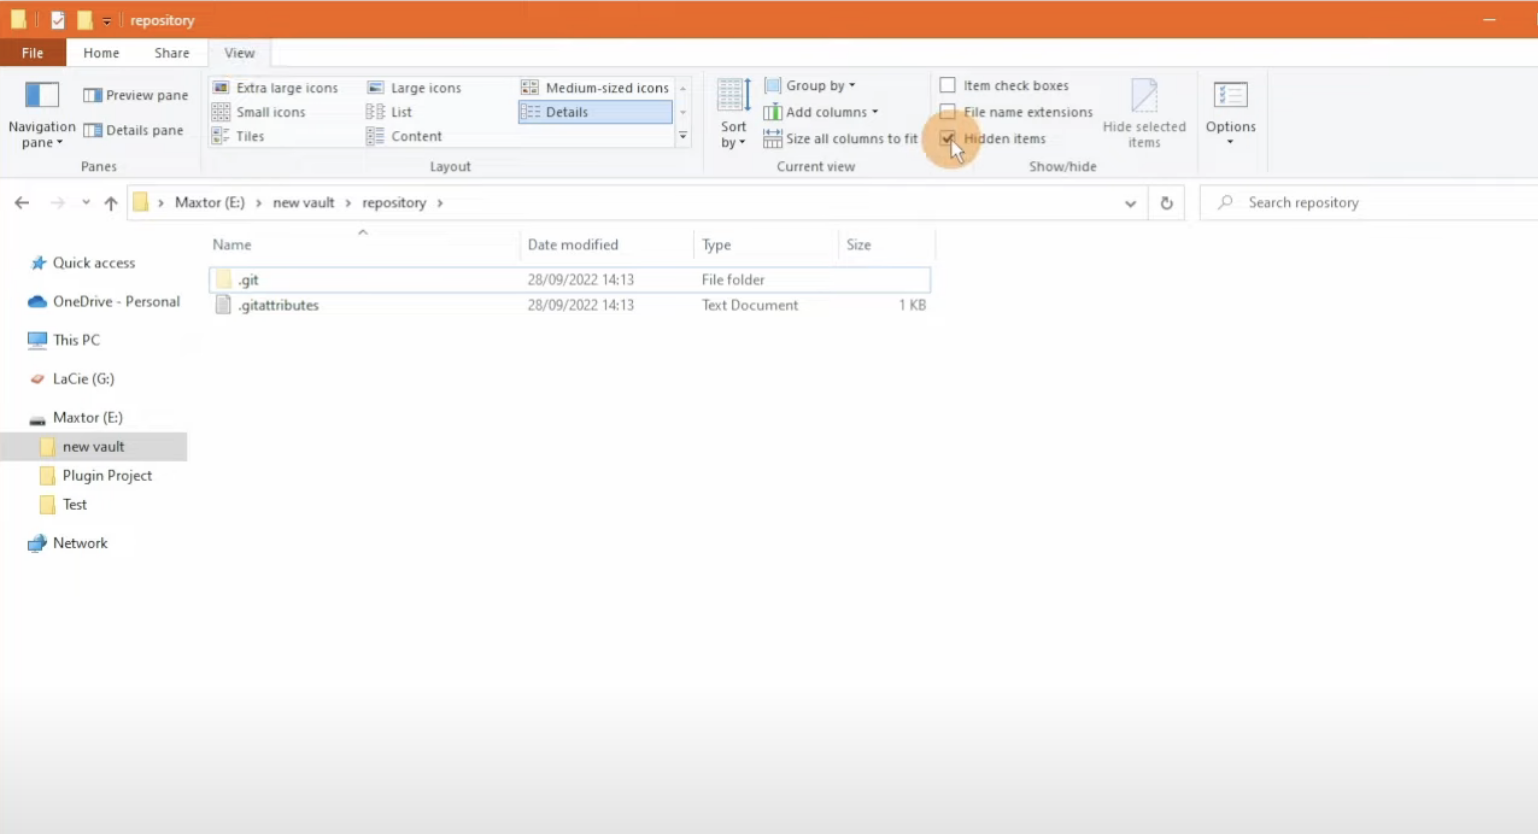 repository
File Home Share View
Navigation pane
Preview pane
Details pane
Panes
Extra large icons Large icons Medium-sized icons
Small icons List Details
Tiles Content
Layout
Sort by
Group by
Add columns
Size all columns to fit
Current view
Item check boxes
File name extensions
Hidden items
Show/hide
Hide selected items
Options
Maxtor (E:) › new vault › repository ›
Search repository
Name Date modified Type Size
.git 28/09/2022 14:13 File folder
.gitattributes 28/09/2022 14:13 Text Document 1 KB
Quick access
OneDrive - Personal
This PC
LaCie (G:)
Maxtor (E:)
new vault
Plugin Project
Test
Network